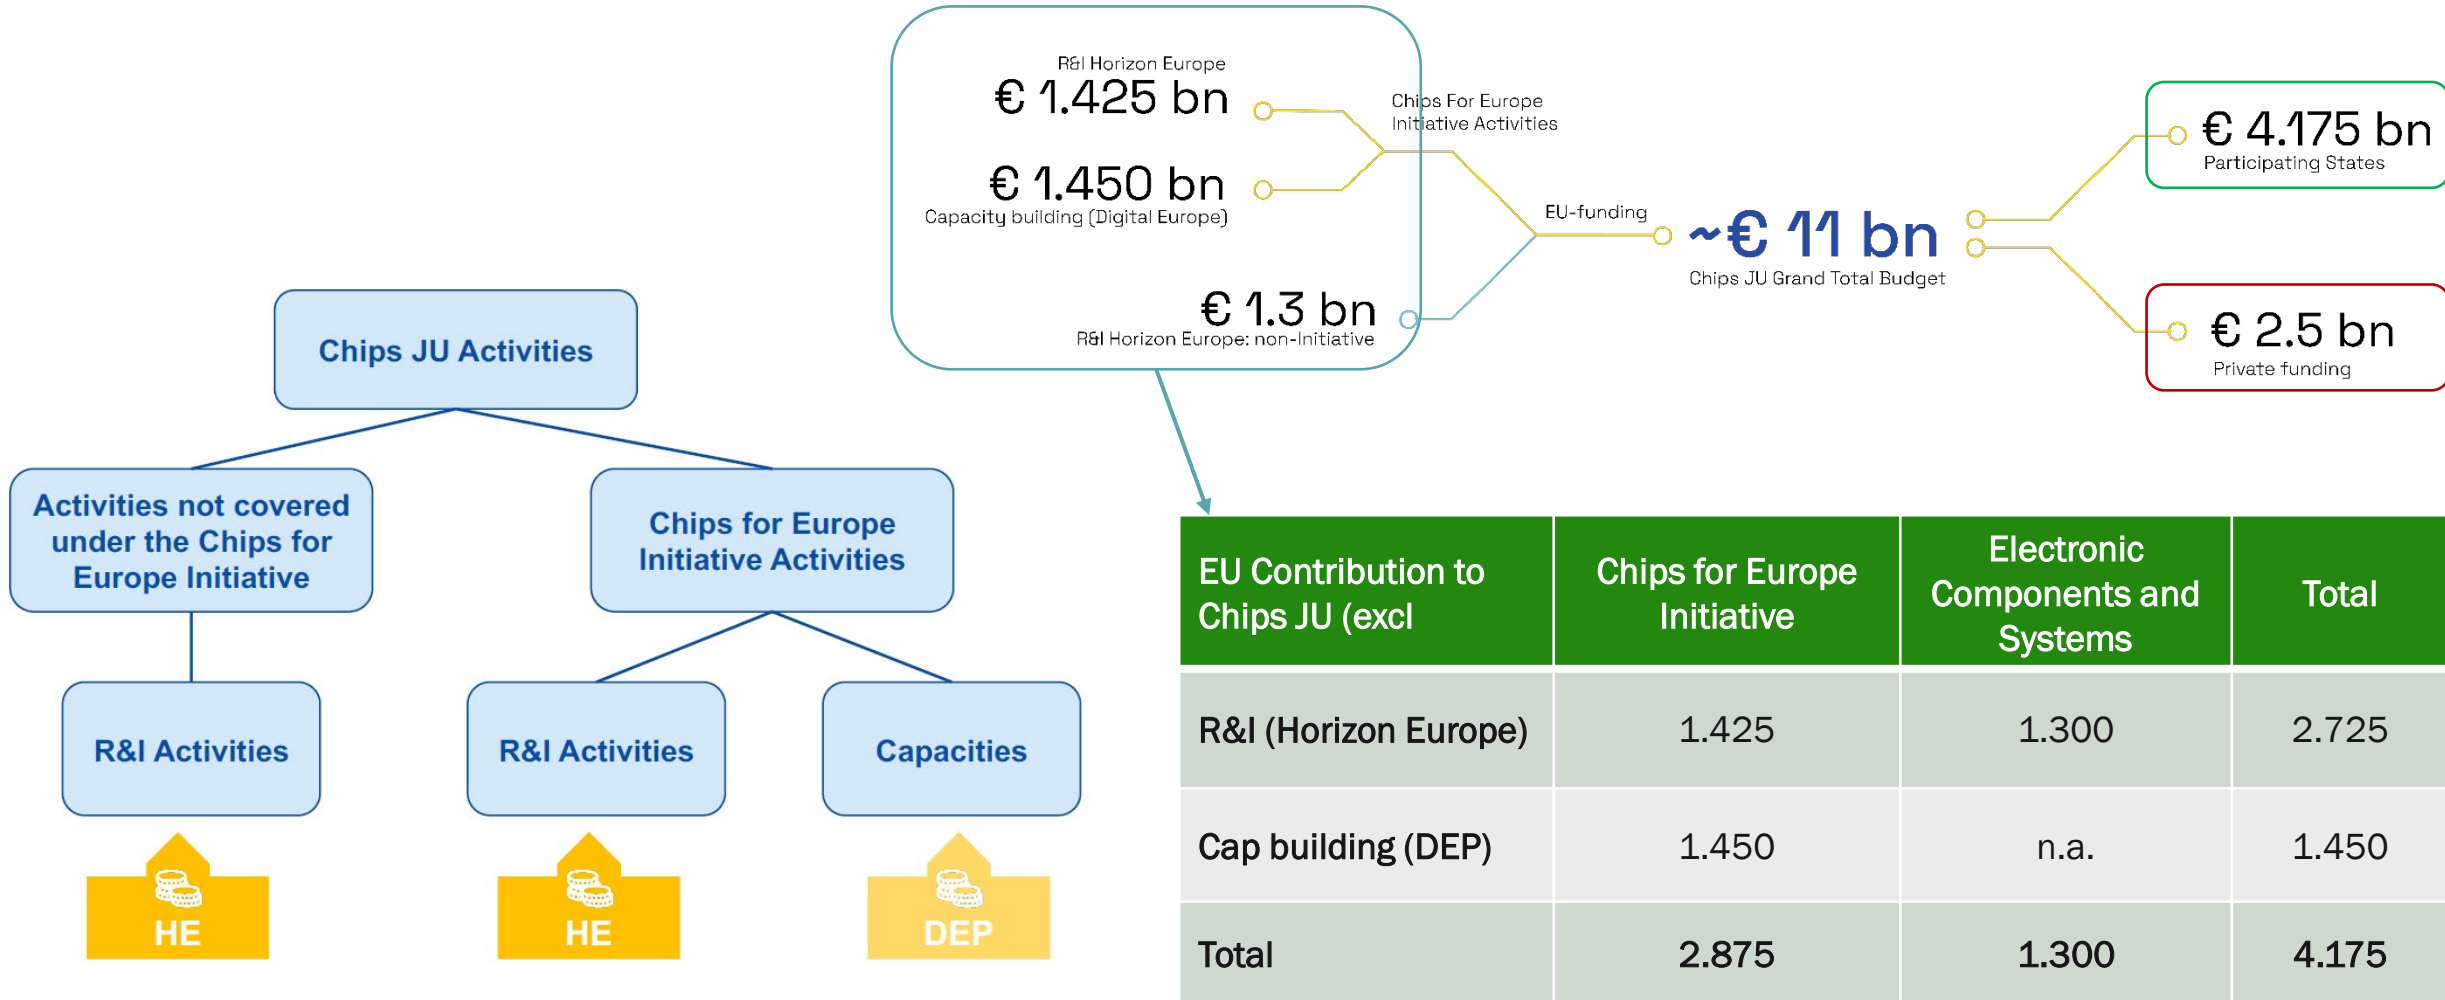 R&I Horizon Europe
€ 1.425 bn
€ 1.450 bn
Capacity building (Digital Europe)
€ 1.3 bn
R&I Horizon Europe: non-Initiative
Chips For Europe
Initiative Activities
EU-funding
~€ 11 bn
Chips JU Grand Total Budget
€ 4.175 bn
Participating States
€ 2.5 bn
Private funding
Chips JU Activities
Activities not covered
under the Chips for
Europe Initiative
Chips for Europe
Initiative Activities
R&I Activities
R&I Activities
Capacities
HE
HE
DEP
EU Contribution to
Chips JU (excl
Chips for Europe
Initiative
Electronic
Components and
Systems
Total
R&I (Horizon Europe)
1.425
1.300
2.725
Cap building (DEP)
1.450
n.a.
1.450
Total
2.875
1.300
4.175